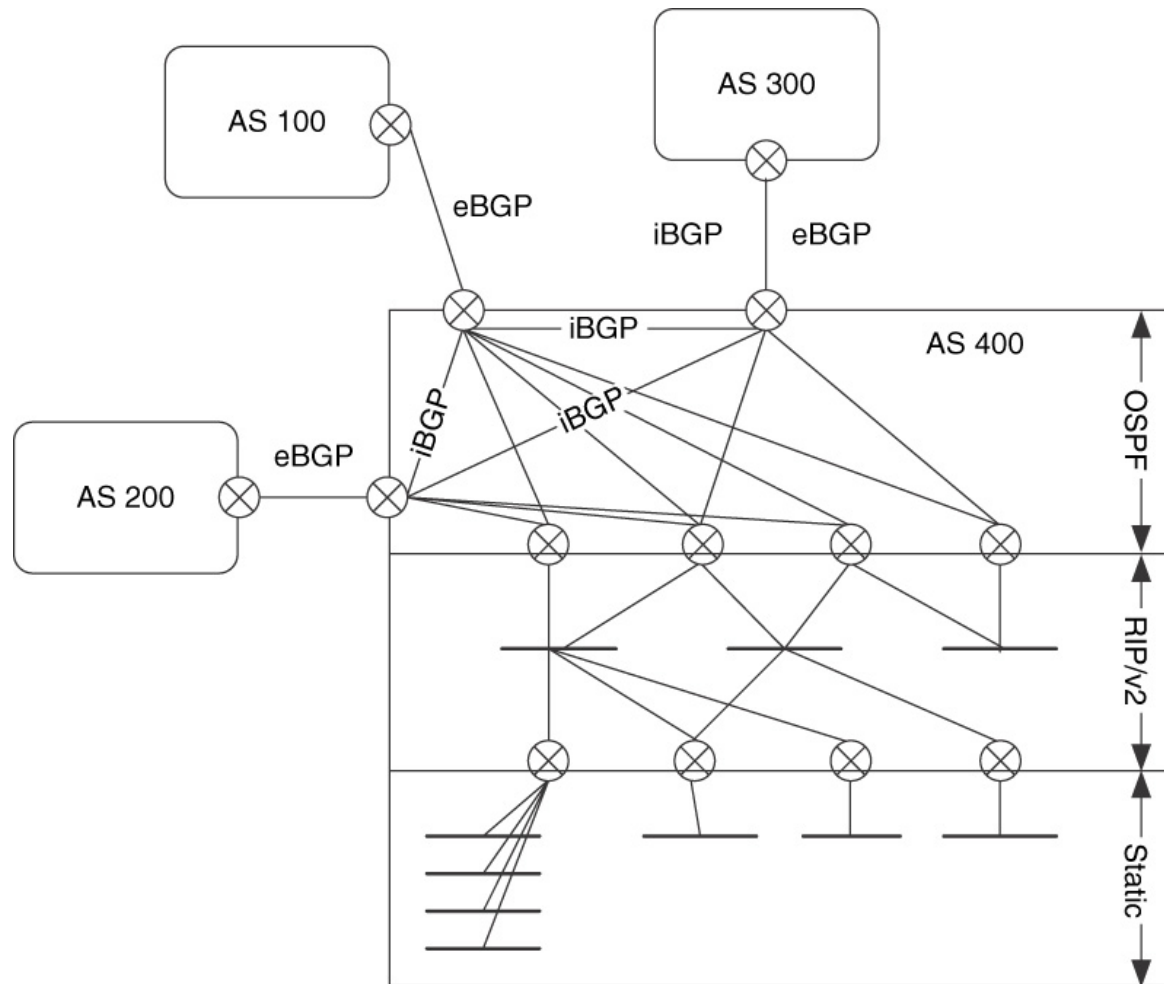 AS 300
AS 100
eBGP
iBGP
eBGP
iBGP
AS 400
iBGP
iBGP
OSPF
eBGP
AS 200
RIP/v2
Static